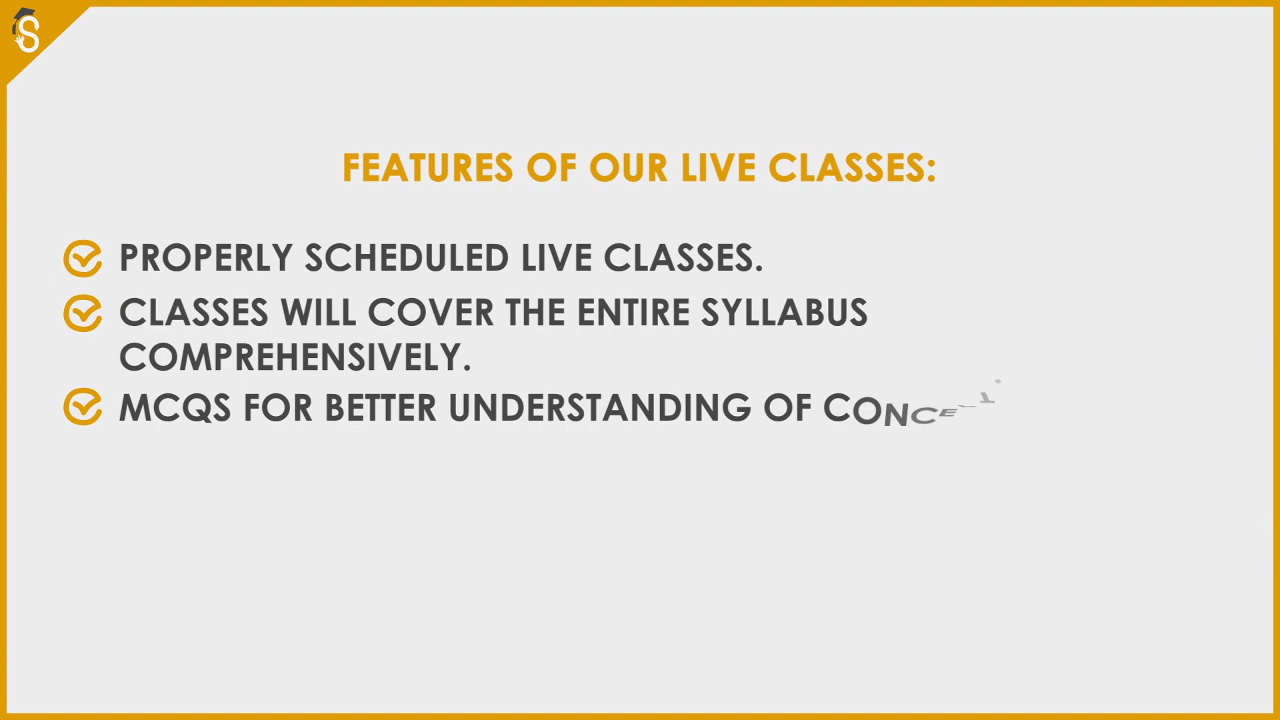 FEATURES OF OUR LIVE CLASSES:
PROPERLY SCHEDULED LIVE CLASSES.
CLASSES WILL COVER THE ENTIRE SYLLABUS
COMPREHENSIVELY.
MCQS FOR BETTER UNDERSTANDING OF